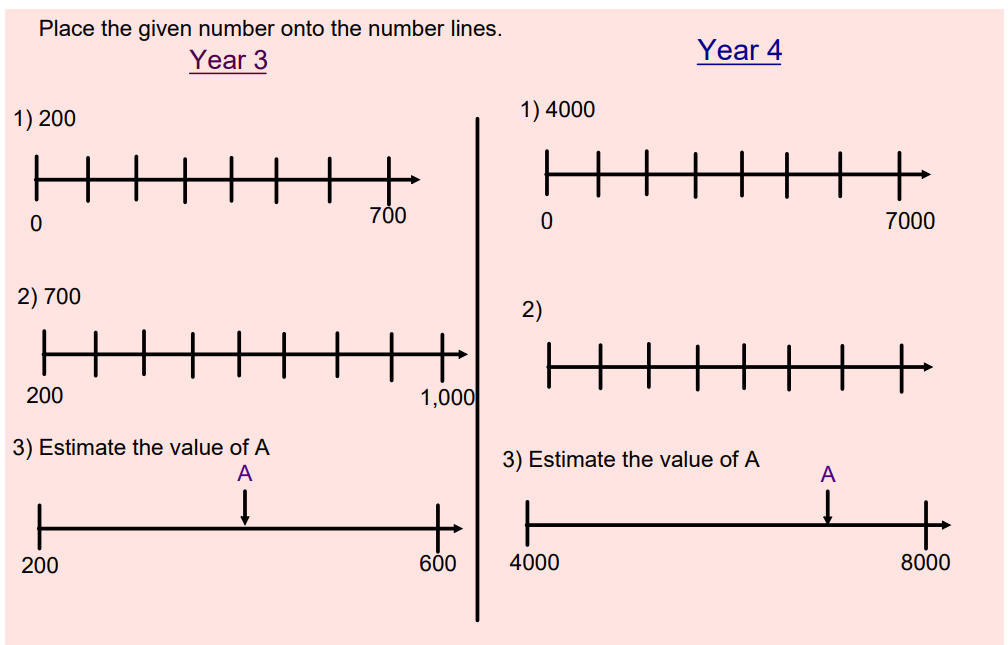 Place the given number onto the number lines.
Year 3
1) 200
0
700
2) 700
200
1,000
3) Estimate the value of A
A
200
600
Year 4
1) 4000
0
7000
2)
3) Estimate the value of A
A
4000
8000